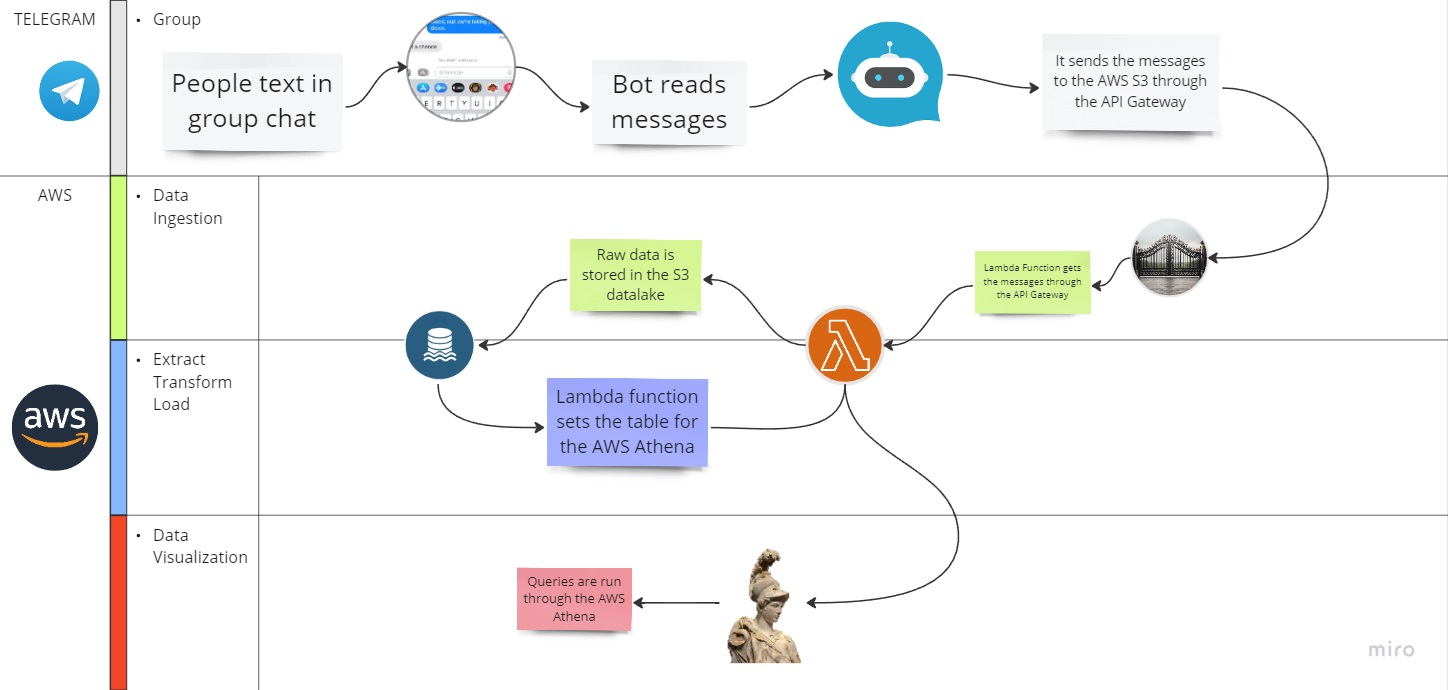 TELEGRAM
• Group
People text in
group chat
E R T Y U I
Bot reads
messages
It sends the messages
to the AWS S3 through
the API Gateway
AWS
• Data
Ingestion
Raw data is
stored in the S3
datalake
Lambda Function gets
the messages through
the API Gateway
• Extract
Transform
Load
aws
Lambda function
sets the table for
the AWS Athena
• Data
Visualization
Queries are run
through the AWS
Athena
miro